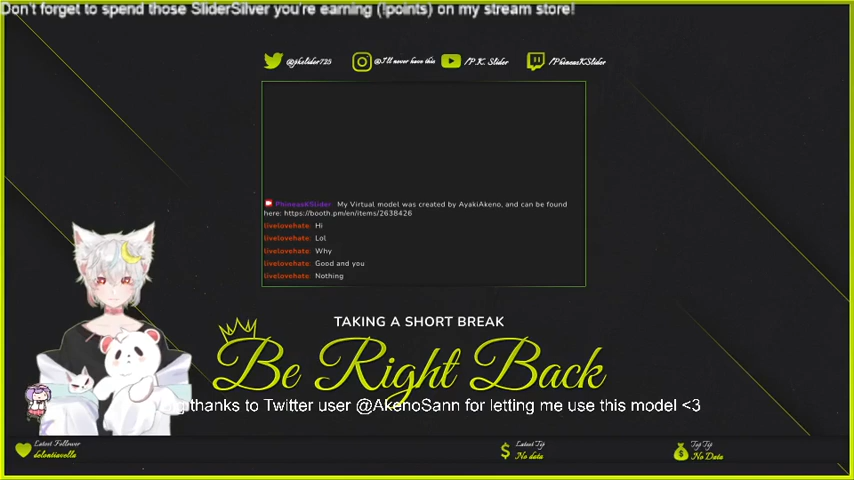 Don't forget to spend those SliderSilver you're earning (!points) on my stream store!
@pkslider725 @I'll never have this /P.K. Slider /PhineasKSlider
PhineasKSlider My Virtual model was created by AyakiAkeno, and can be found
here: https://booth.pm/en/items/2638426
livelovehate: Hi
livelovehate: Lol
livelovehate: Why
livelovehate: Good and you
livelovehate: Nothing
TAKING A SHORT BREAK
Be Right Back
thanks to Twitter user @AkenoSann for letting me use this model <3
Latest Follower
Latest Tip
Top Tip
No data
No Data